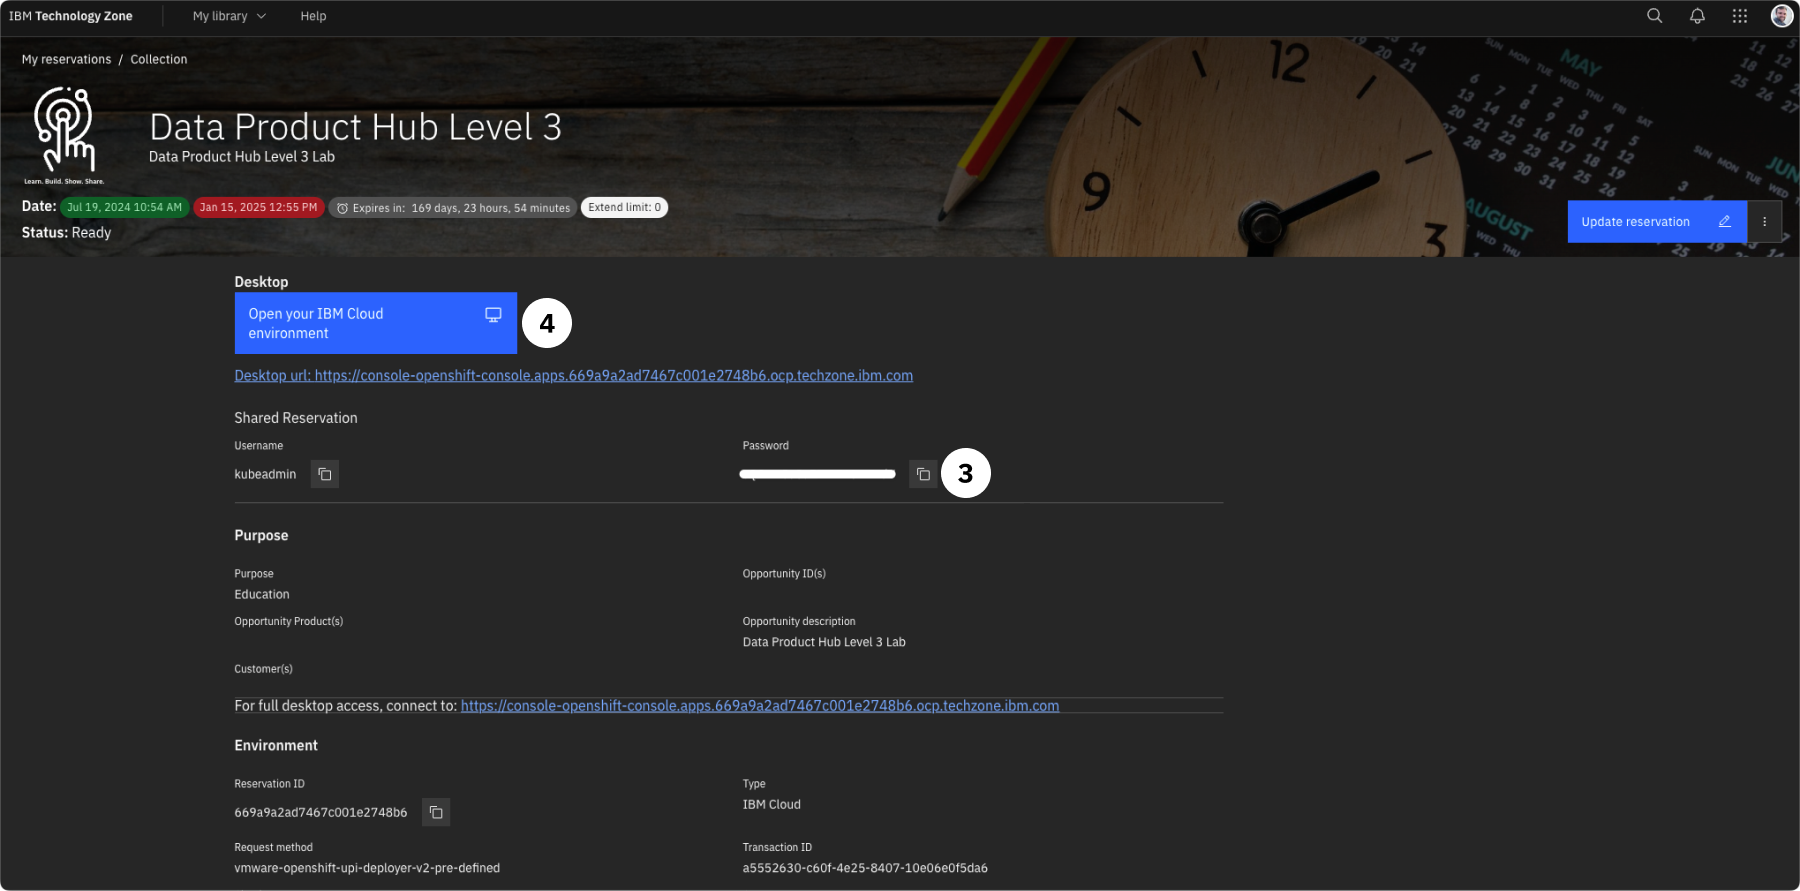 IBM Technology Zone
My library
Help
My reservations / Collection
Learn. Build. Show. Share.
Data Product Hub Level 3
Data Product Hub Level 3 Lab
Date: Jul 19, 2024 10:54 AM Jan 15, 2025 12:55 PM Expires in: 169 days, 23 hours, 54 minutes Extend limit: 0
Status: Ready
Update reservation
12
9
3
MAY
JUN
AUGUST
Desktop
Open your IBM Cloud
environment
4
Desktop url: https://console-openshift-console.apps.669a9a2ad7467c001e2748b6.ocp.techzone.ibm.com
Shared Reservation
Username
Password
kubeadmin
3
Purpose
Purpose
Opportunity ID(s)
Education
Opportunity Product(s)
Opportunity description
Data Product Hub Level 3 Lab
Customer(s)
For full desktop access, connect to: https://console-openshift-console.apps.669a9a2ad7467c001e2748b6.ocp.techzone.ibm.com
Environment
Reservation ID
Type
669a9a2ad7467c001e2748b6
IBM Cloud
Request method
Transaction ID
vmware-openshift-upi-deployer-v2-pre-defined
a5552630-c60f-4e25-8407-10e06e0f5da6